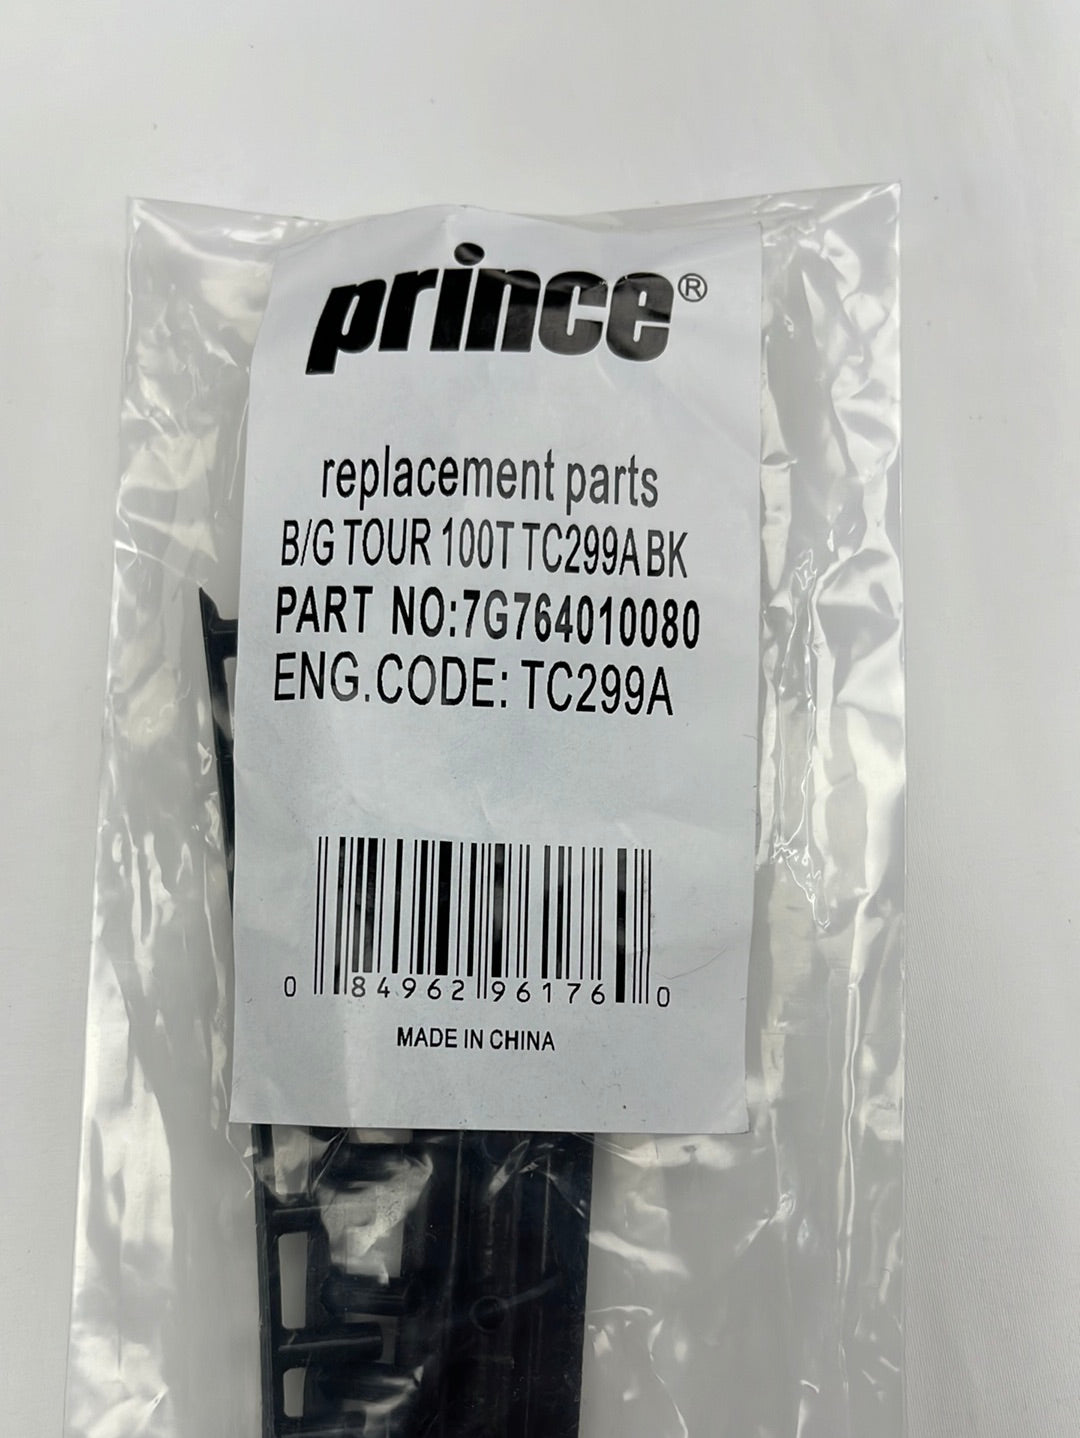 prince®
replacement parts
B/G TOUR 100T TC299A BK
PART NO:7G764010080
ENG.CODE: TC299A
0 84962 96176 0
MADE IN CHINA